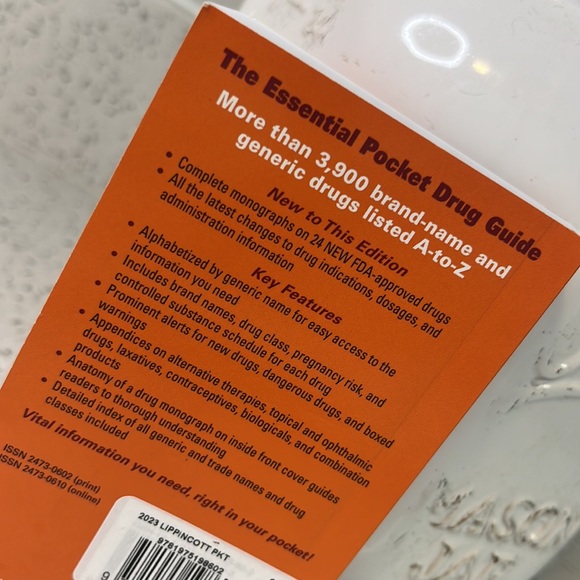 The Essential Pocket Drug Guide
More than 3,900 brand-name and
generic drugs listed A-to-Z
New to This Edition
• Complete monographs on 24 NEW FDA-approved drugs
• All the latest changes to drug indications, dosages, and
administration information
Key Features
• Alphabetized by generic name for easy access to the
information you need
• Includes brand names, drug class, pregnancy risk, and
controlled substance schedule for each drug
• Prominent alerts for new drugs, dangerous drugs, and boxed
warnings
• Appendices on alternative therapies, topical and ophthalmic
drugs, laxatives, contraceptives, biologicals, and combination
products
• Anatomy of a drug monograph on inside front cover guides
readers to thorough understanding
• Detailed index of all generic and trade names and drug
classes included
Vital information you need, right in your pocket!
ISSN 2473-0602 (print)
ISSN 2473-0610 (online)
2023 LIPPINCOTT PKT
9781975198602
MASON
JAR